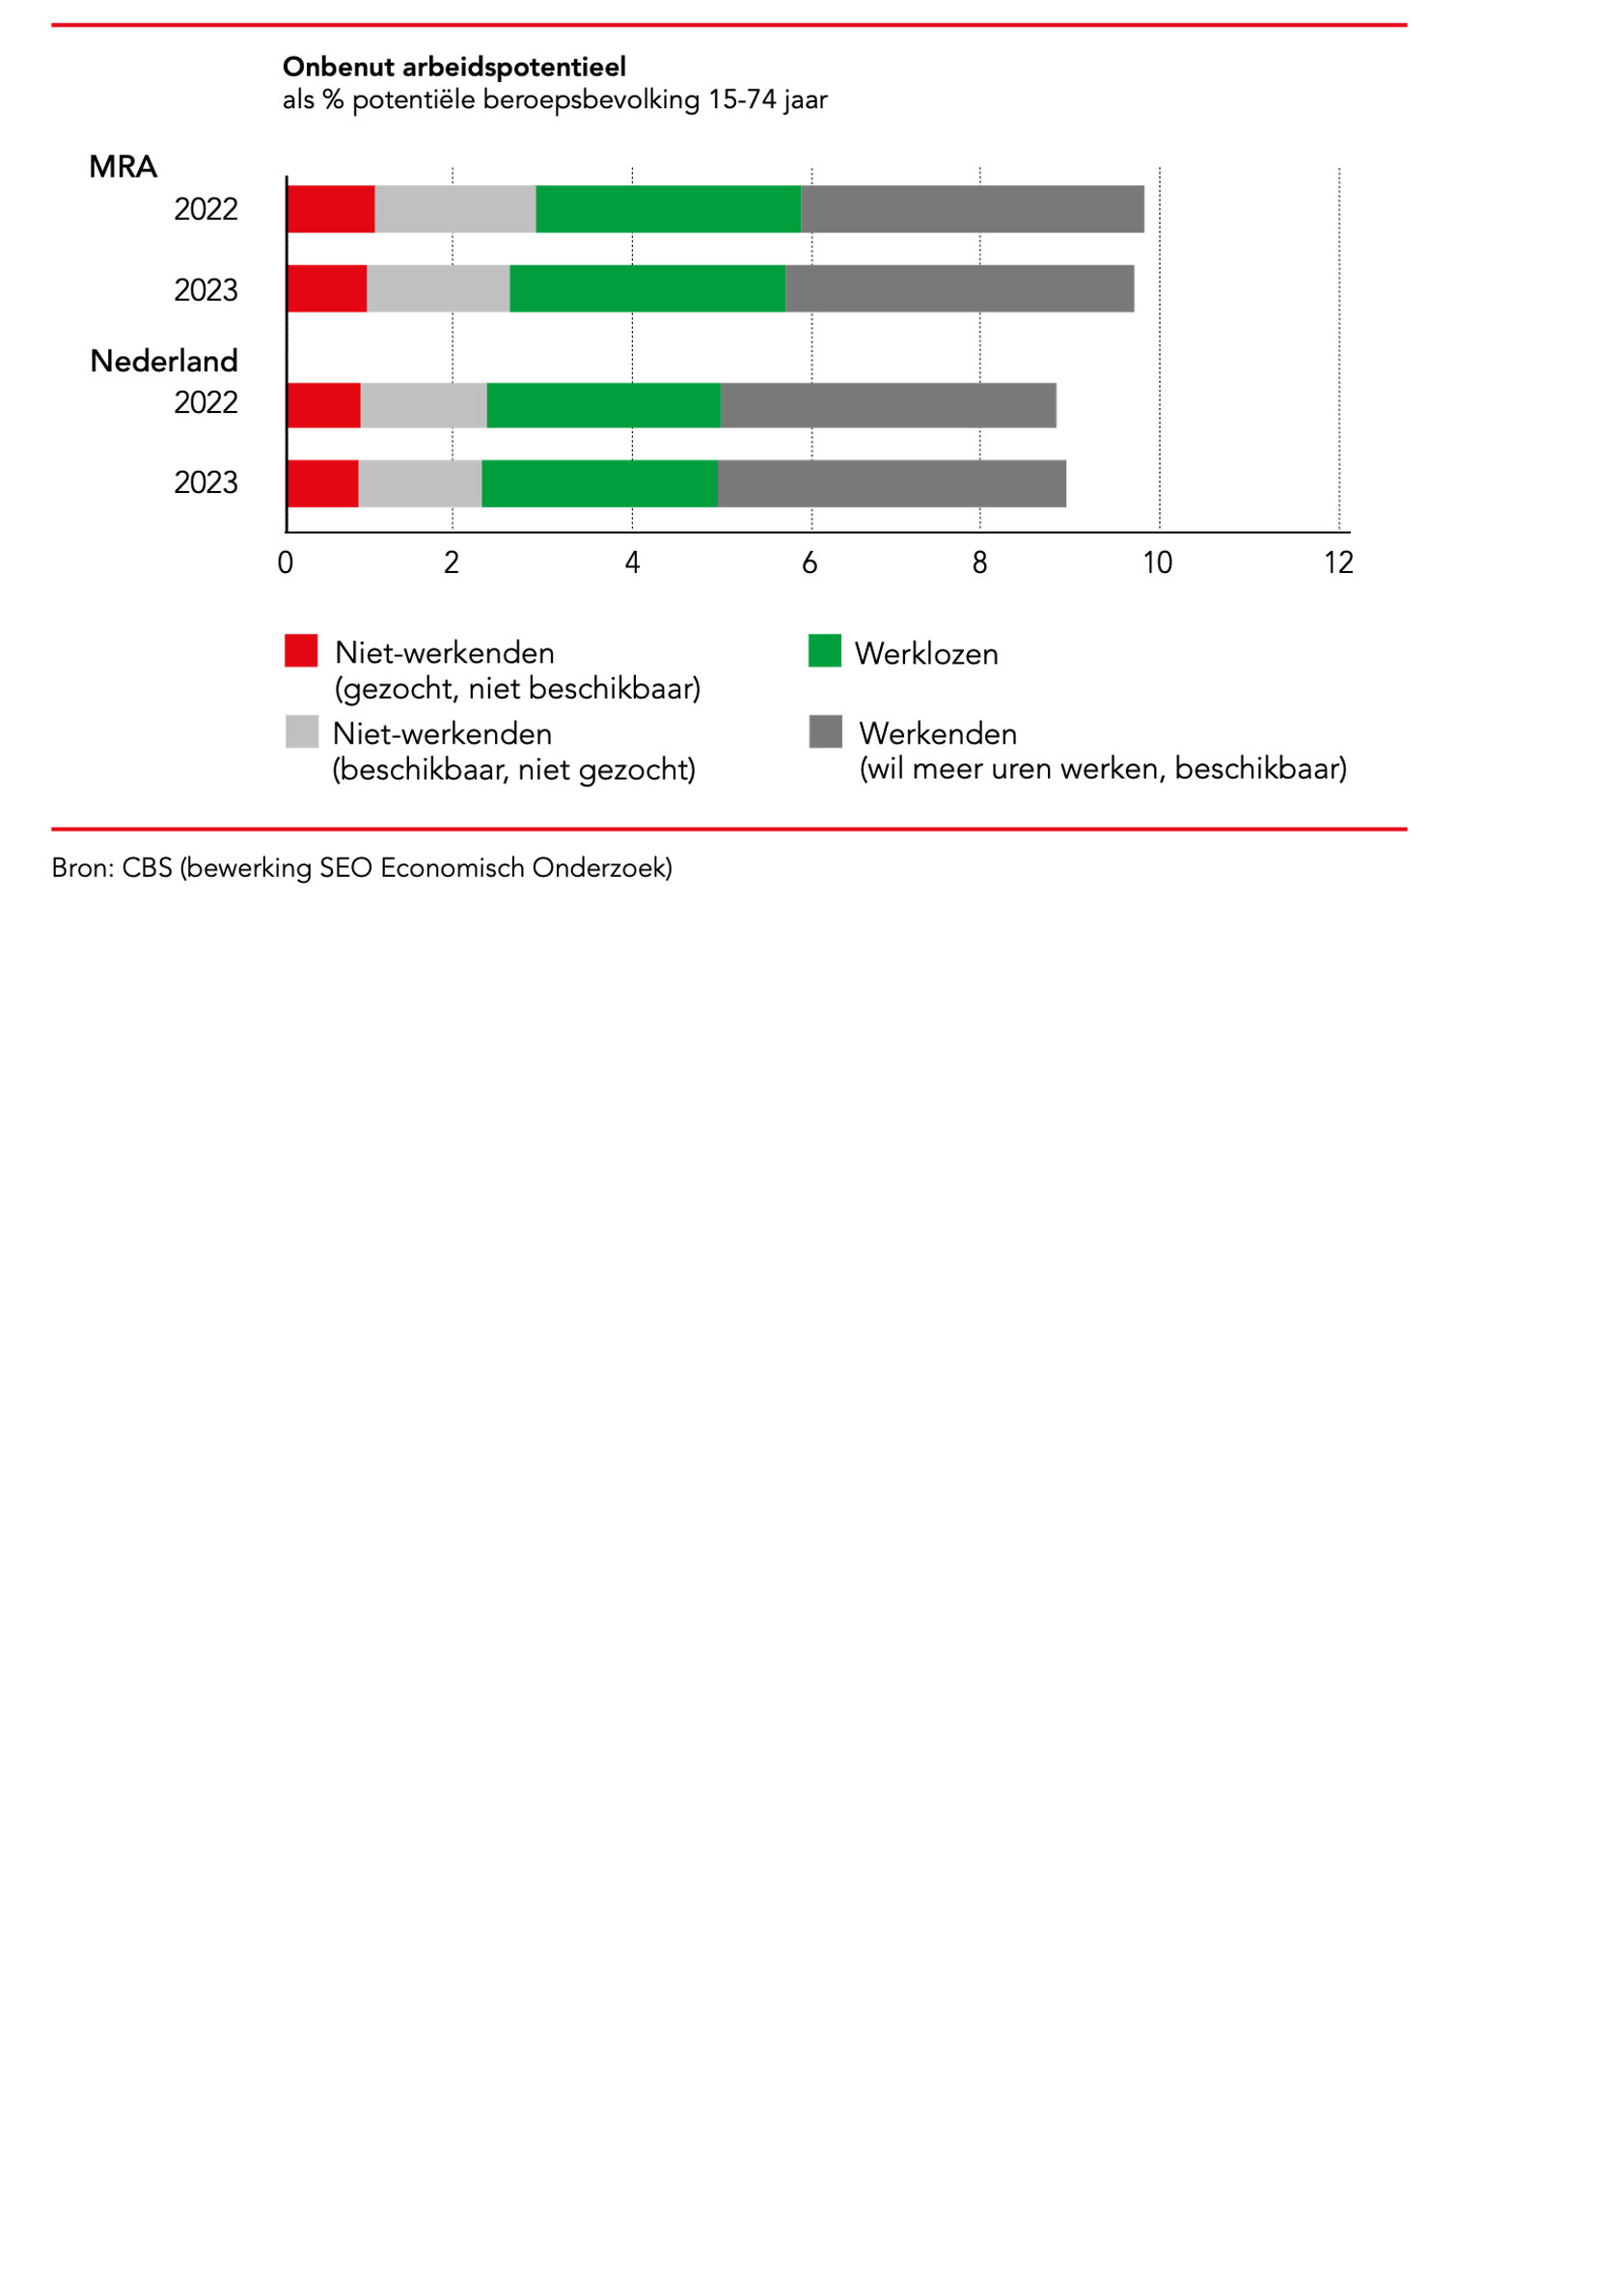 Onbenut arbeidspotentieel
als % potentiële beroepsbevolking 15-74 jaar
MRA
2022
2023
Nederland
2022
2023
0 2 4 6 8 10 12
Niet-werkenden
(gezocht, niet beschikbaar)
Werklozen
Niet-werkenden
(beschikbaar, niet gezocht)
Werkenden
(wil meer uren werken, beschikbaar)
Bron: CBS (bewerking SEO Economisch Onderzoek)